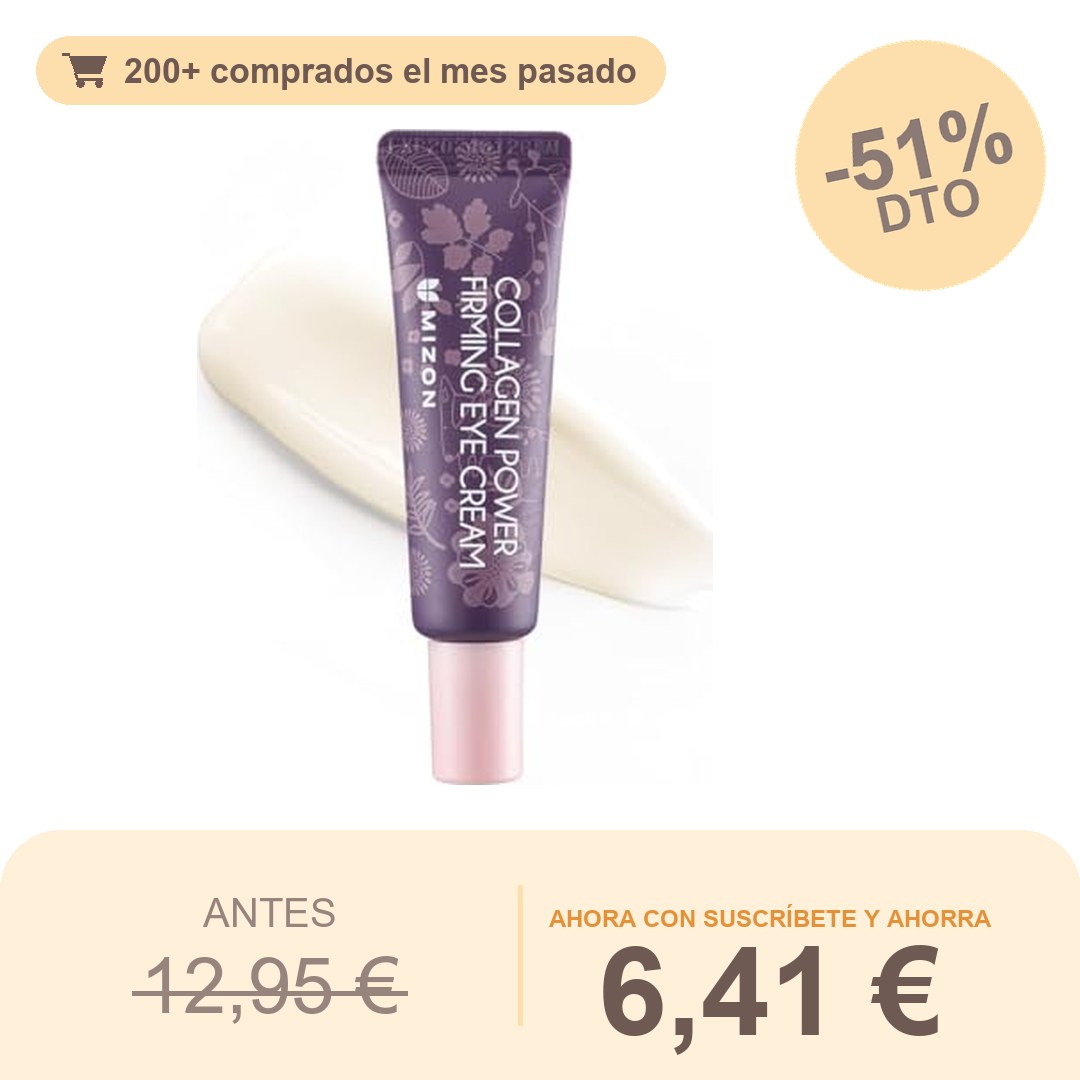 200+ comprados el mes pasado
-51%
DTO
COLLAGEN POWER
FIRMING EYE CREAM
MIZON
ANTES
12,95 €
AHORA CON SUSCRÍBETE Y AHORRA
6,41 €